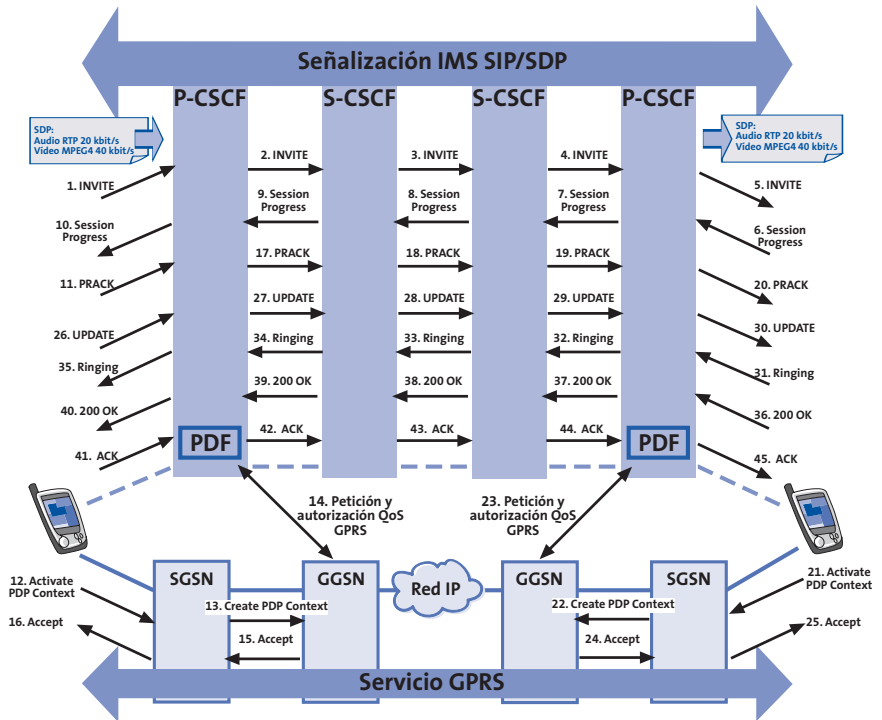 Señalización IMS SIP/SDP
P-CSCF
S-CSCF
S-CSCF
P-CSCF
SDP:
Audio RTP 20 kbit/s
Vídeo MPEG4 40 kbit/s
SDP:
Audio RTP 20 kbit/s
Vídeo MPEG4 40 kbit/s
2. INVITE
3. INVITE
4. INVITE
1. INVITE
5. INVITE
9. Session
Progress
8. Session
Progress
7. Session
Progress
10. Session
Progress
6. Session
Progress
17. PRACK
18. PRACK
19. PRACK
11. PRACK
20. PRACK
27. UPDATE
28. UPDATE
29. UPDATE
26. UPDATE
30. UPDATE
34. Ringing
33. Ringing
32. Ringing
35. Ringing
31. Ringing
39. 200 OK
38. 200 OK
37. 200 OK
40. 200 OK
36. 200 OK
42. ACK
43. ACK
44. ACK
41. ACK
45. ACK
PDF
PDF
14. Petición y
autorización QoS
GPRS
23. Petición y
autorización QoS
GPRS
SGSN
GGSN
Red IP
GGSN
SGSN
12. Activate
PDP Context
13. Create PDP Context
22. Create PDP Context
21. Activate
PDP Context
16. Accept
15. Accept
24. Accept
25. Accept
Servicio GPRS